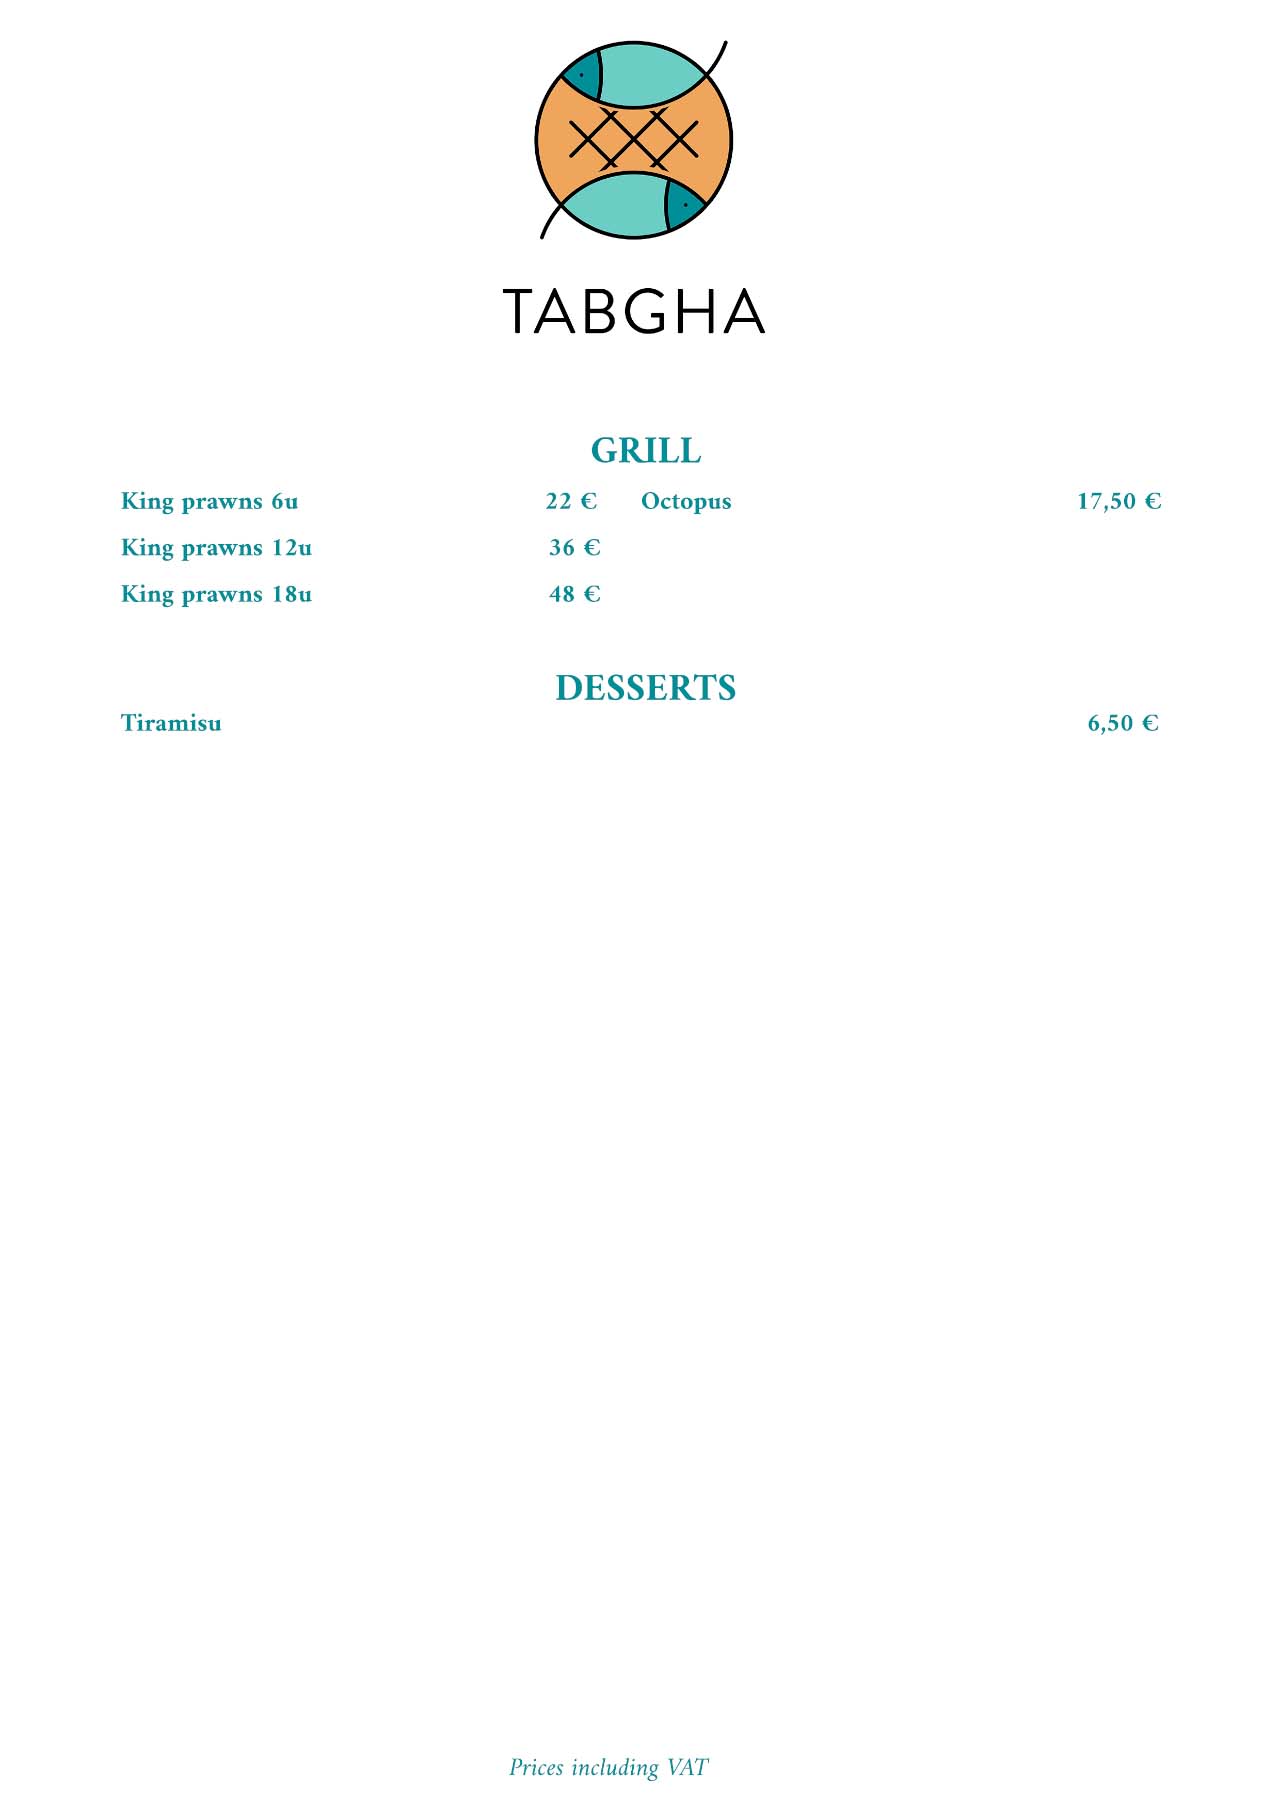 TABGHA
GRILL
King prawns 6u 22 € Octopus 17,50 €
King prawns 12u 36 €
King prawns 18u 48 €
DESSERTS
Tiramisu 6,50 €
Prices including VAT